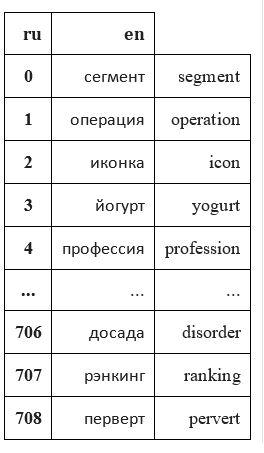 ru en
0 сегмент segment
1 операция operation
2 иконка icon
3 йогурт yogurt
4 профессия profession
... ... ...
706 досада disorder
707 рэнкинг ranking
708 перверт pervert